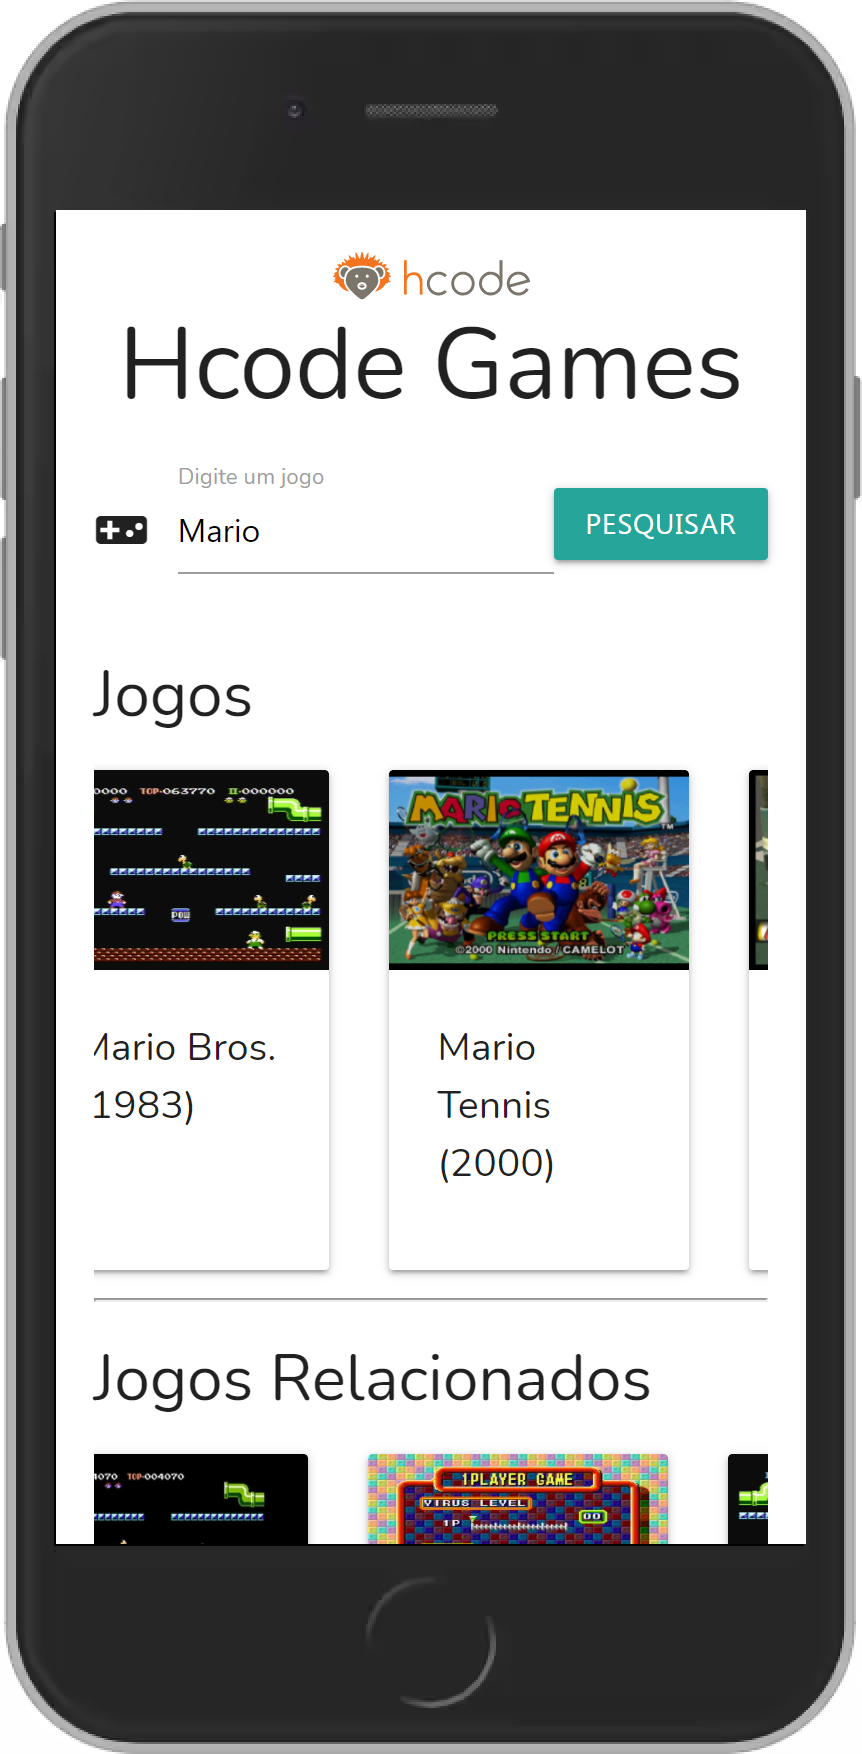 hcode
Hcode Games
Digite um jogo
Mario
PESQUISAR
Jogos
0000 TOP-063770 II-000000
POW
MARIO TENNIS
TM
PRESS START
©2000 Nintendo / CAMELOT
Mario Bros.
1983)
Mario
Tennis
(2000)
Jogos Relacionados
4070 TOP-004070
1PLAYER GAME
VIRUS LEVEL
1P
00